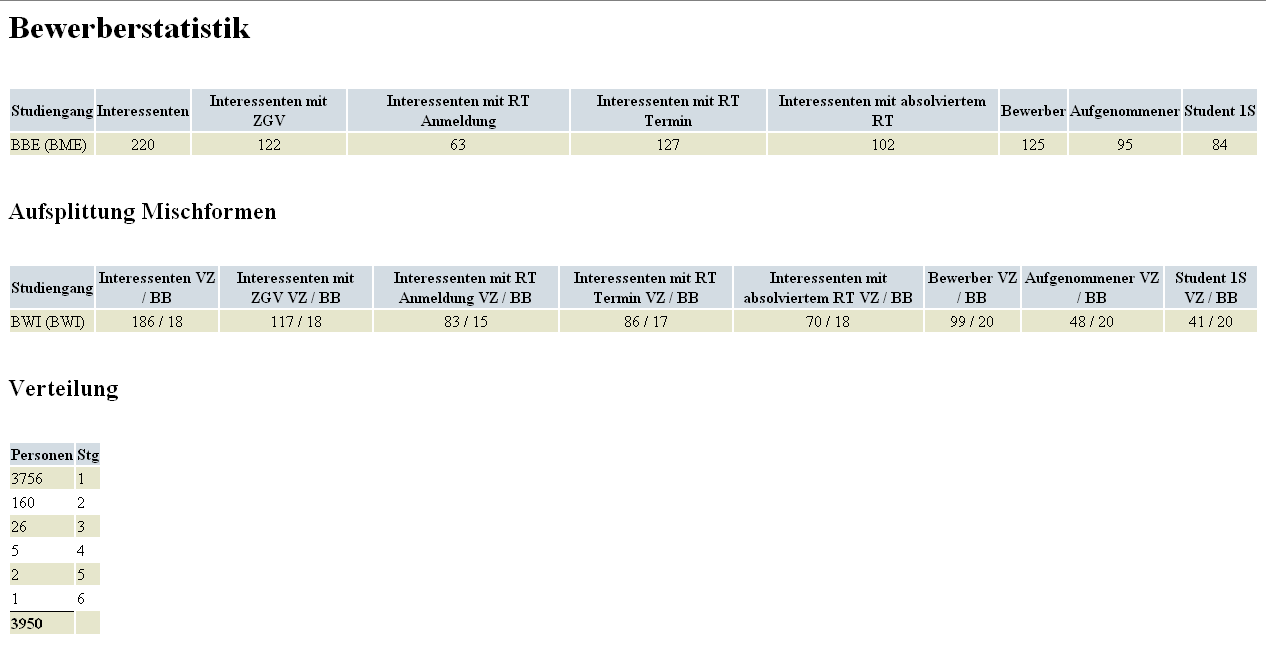 Bewerberstatistik
Studiengang Interessenten Interessenten mit ZGV Interessenten mit RT Anmeldung Interessenten mit RT Termin Interessenten mit absolviertem RT Bewerber Aufgenommener Student 1S
BBE (BME) 220 122 63 127 102 125 95 84
Aufsplittung Mischformen
Studiengang Interessenten VZ / BB Interessenten mit ZGV VZ / BB Interessenten mit RT Anmeldung VZ / BB Interessenten mit RT Termin VZ / BB Interessenten mit absolviertem RT VZ / BB Bewerber VZ / BB Aufgenommener VZ / BB Student 1S VZ / BB
BWI (BWI) 186 / 18 117 / 18 83 / 15 86 / 17 70 / 18 99 / 20 48 / 20 41 / 20
Verteilung
Personen Stg
3756 1
160 2
26 3
5 4
2 5
1 6
3950